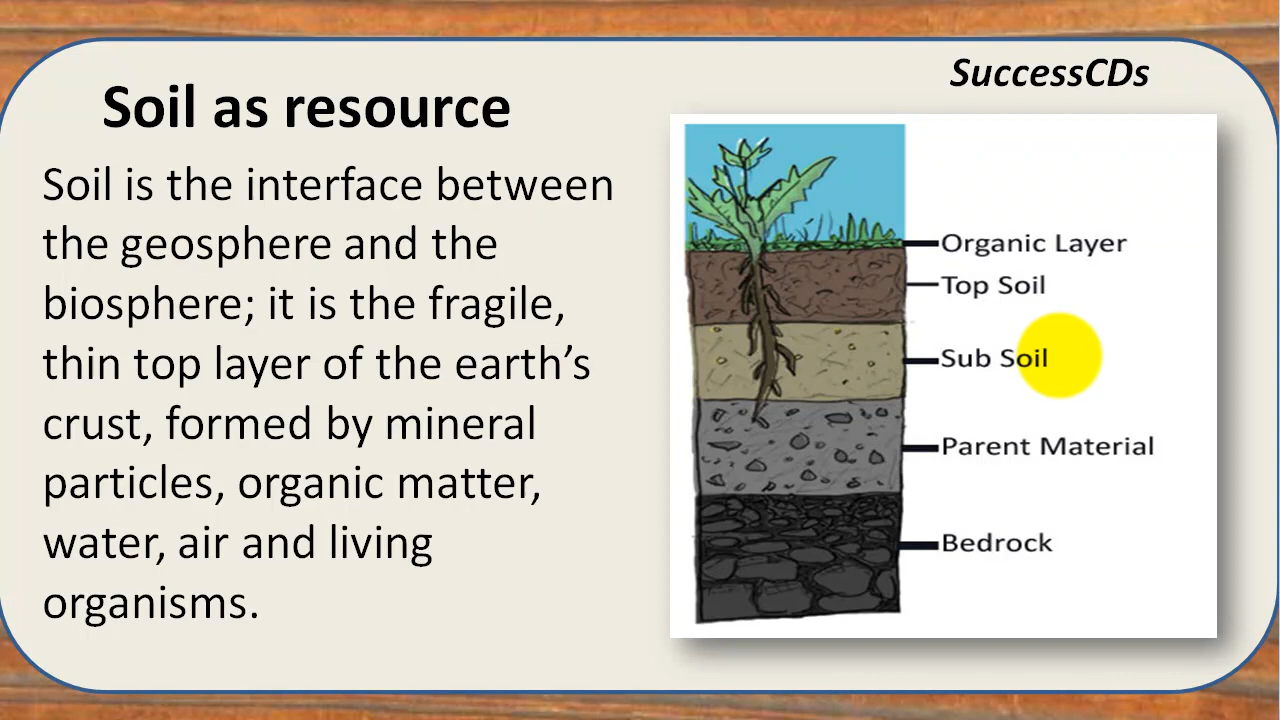 SuccessCDs
Soil as resource
Soil is the interface between
the geosphere and the
biosphere; it is the fragile,
thin top layer of the earth’s
crust, formed by mineral
particles, organic matter,
water, air and living
organisms.
Organic Layer
Top Soil
Sub Soil
Parent Material
Bedrock